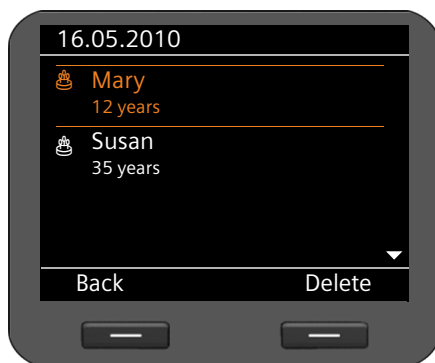 16.05.2010
Mary
12 years
Susan
35 years
Back Delete